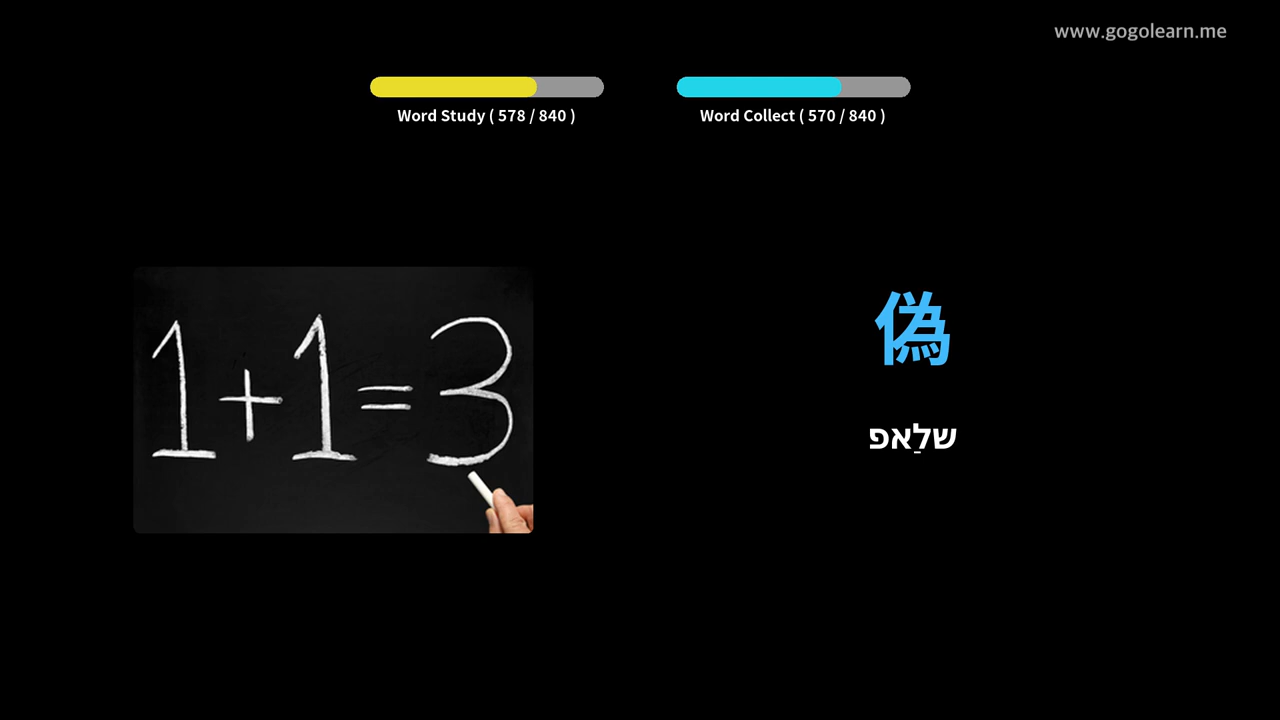 www.gogolearn.me
Word Study ( 578 / 840 )
Word Collect ( 570 / 840 )
1+1=3
偽
שלַאפ